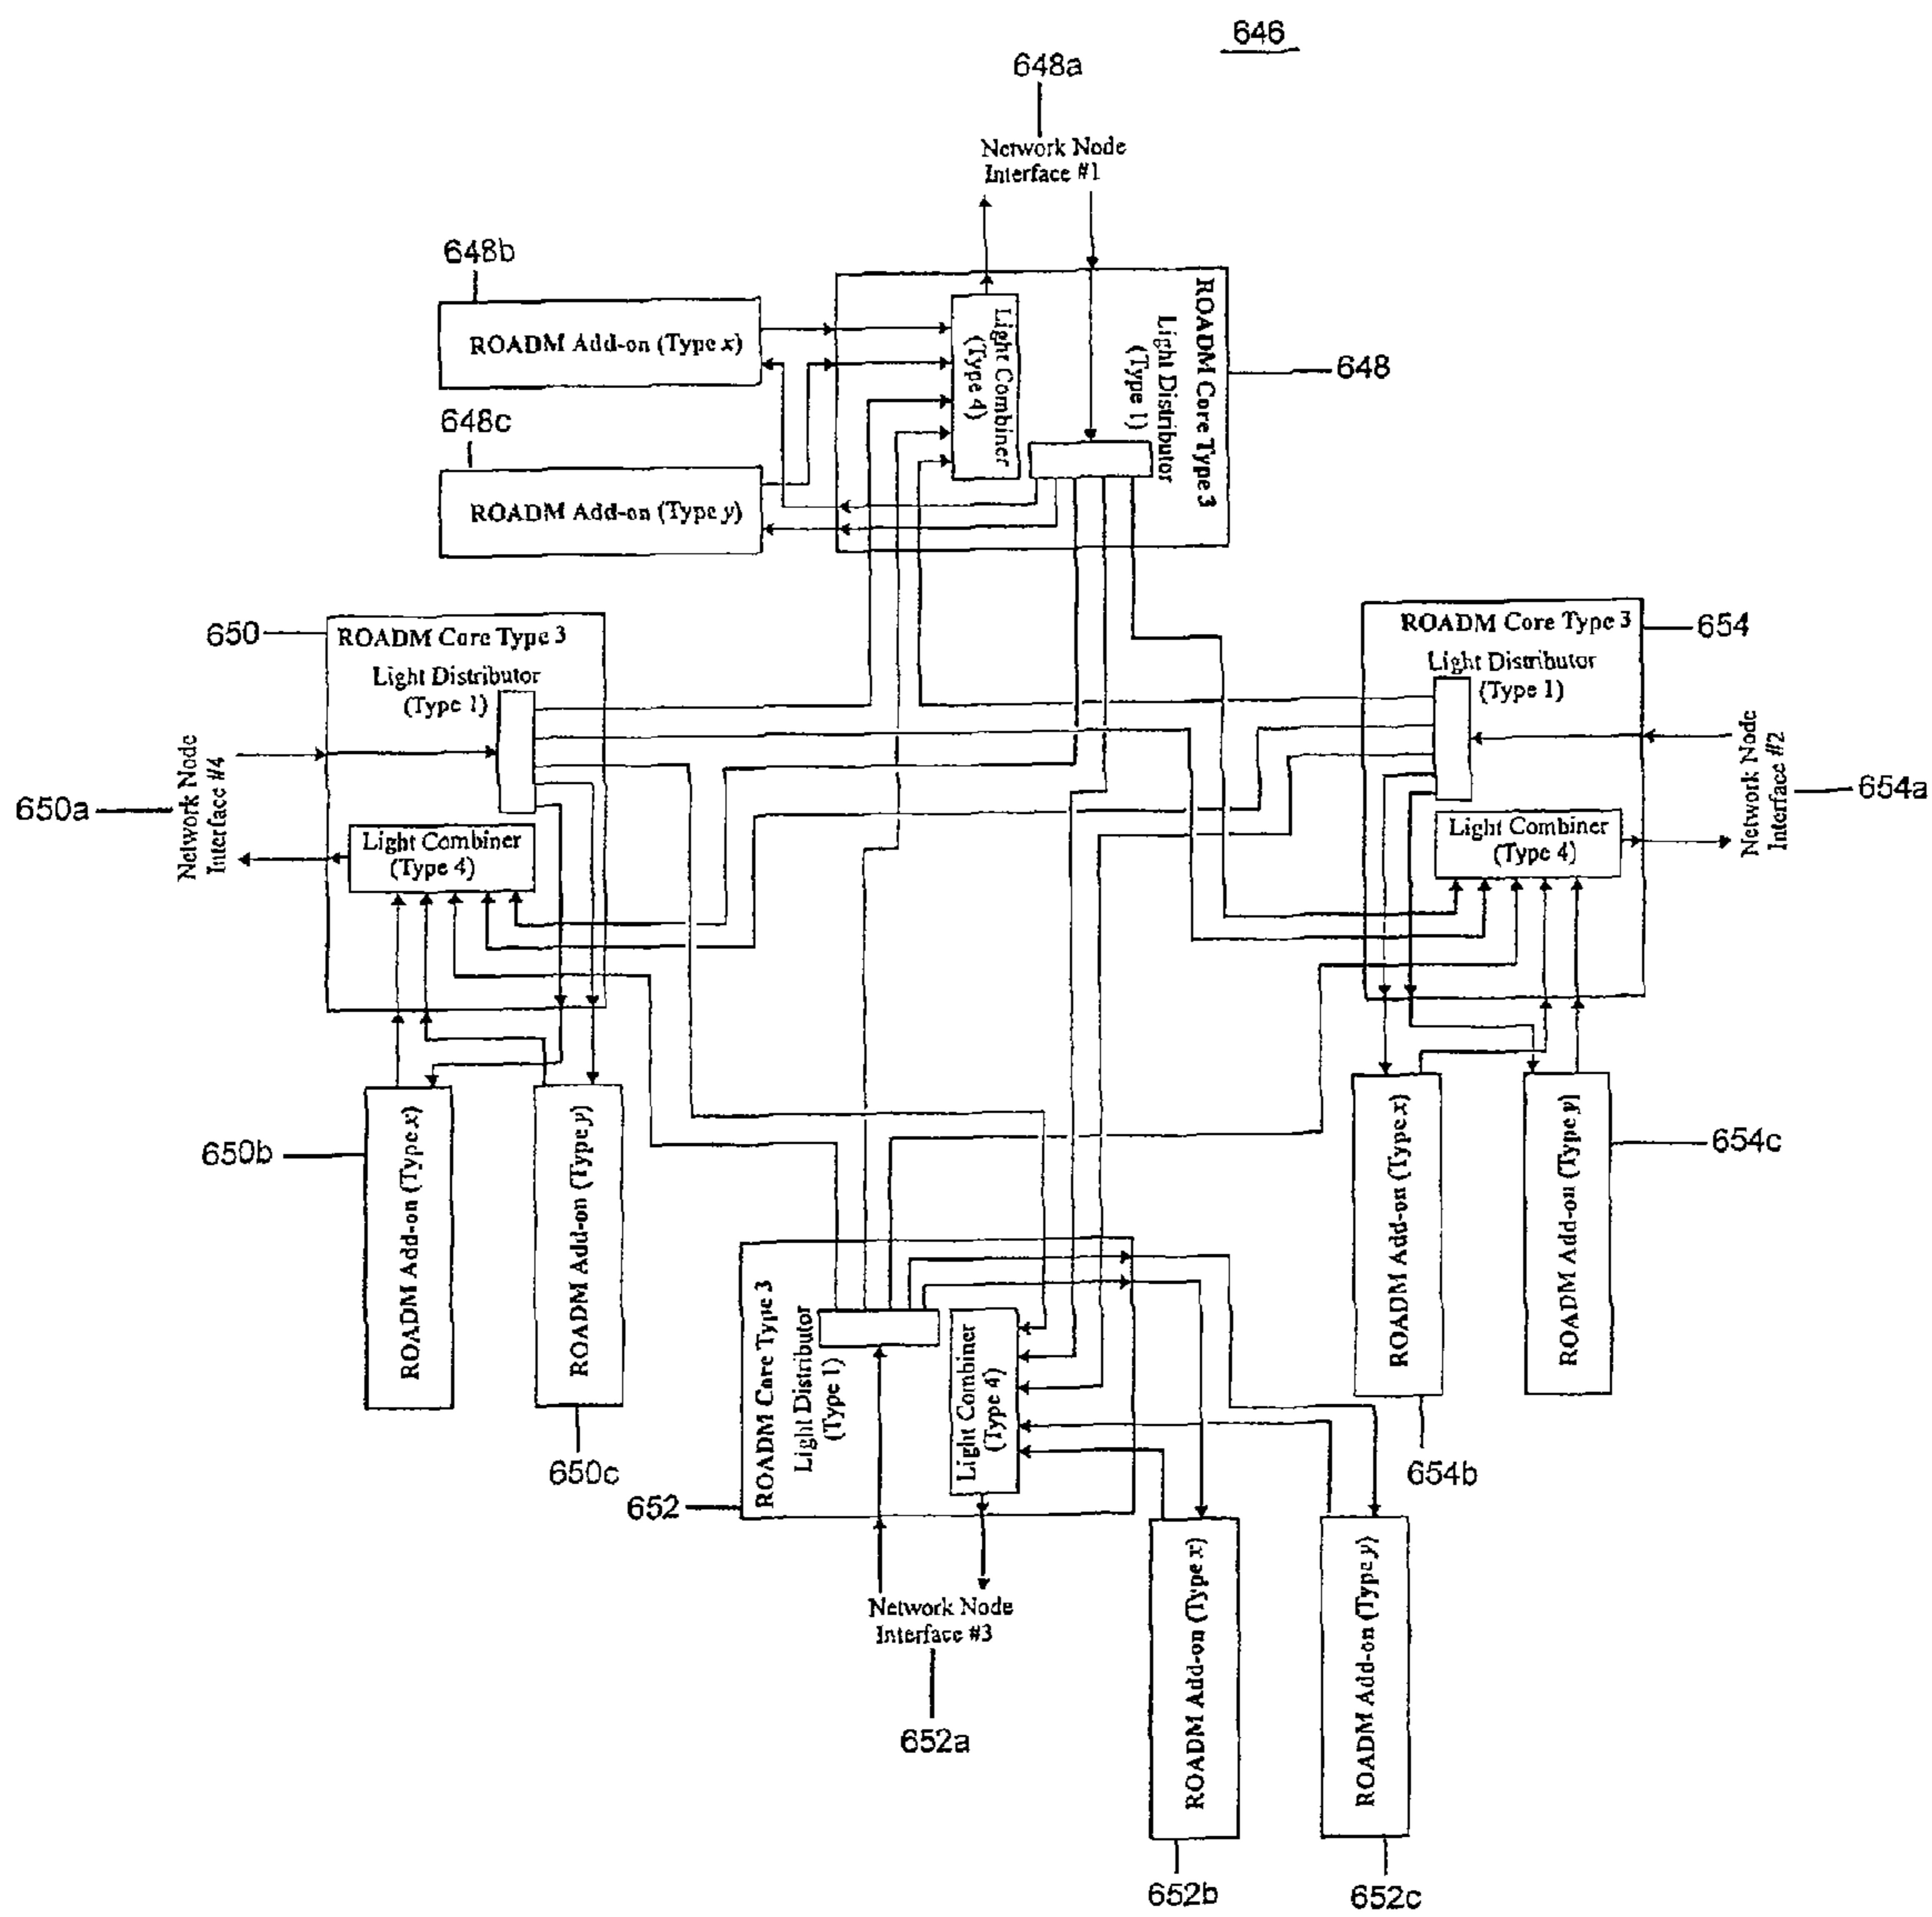 646
648a
Network Node
Interface #1
648b
ROADM Add-on (Type x)
648c
ROADM Add-on (Type y)
Light Combiner
(Type 4)
Light Distributor
(Type 1)
ROADM Core Type 3
648
650
ROADM Core Type 3
Light Distributor
(Type 1)
Network Node
Interface #4
650a
Light Combiner
(Type 4)
650b
ROADM Add-on (Type x)
ROADM Add-on (Type y)
650c
ROADM Core Type 3
654
Light Distributor
(Type 1)
Network Node
Interface #2
654a
Light Combiner
(Type 4)
ROADM Add-on (Type x)
ROADM Add-on (Type y)
654c
654b
ROADM Core Type 3
Light Distributor
(Type 1)
Light Combiner
(Type 4)
652
Network Node
Interface #3
652a
ROADM Add-on (Type x)
ROADM Add-on (Type y)
652b
652c